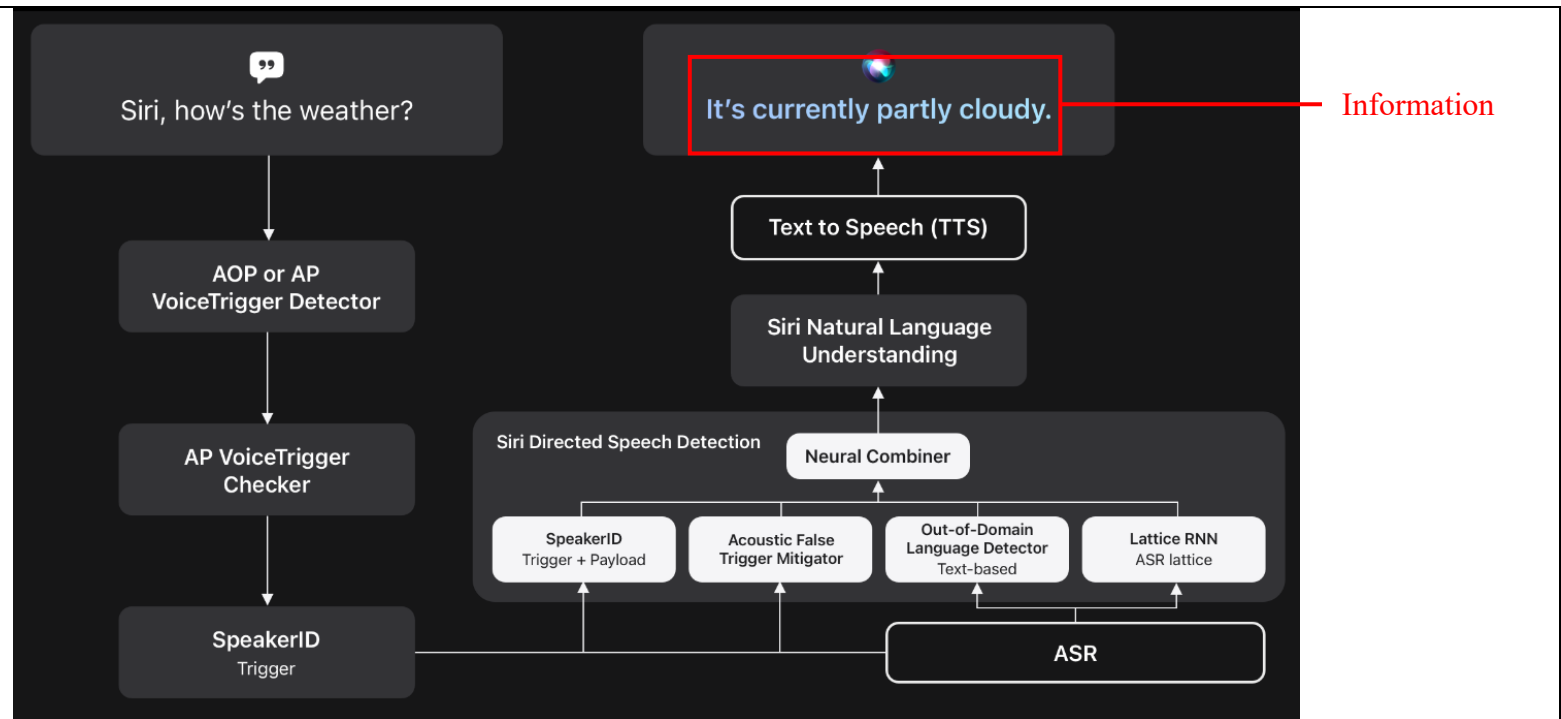 Siri, how's the weather?
AOP or AP
VoiceTrigger Detector
AP VoiceTrigger
Checker
SpeakerID
Trigger
It's currently partly cloudy.
Information
Text to Speech (TTS)
Siri Natural Language
Understanding
Siri Directed Speech Detection
Neural Combiner
SpeakerID
Trigger + Payload
Acoustic False
Trigger Mitigator
Out-of-Domain
Language Detector
Text-based
Lattice RNN
ASR lattice
ASR